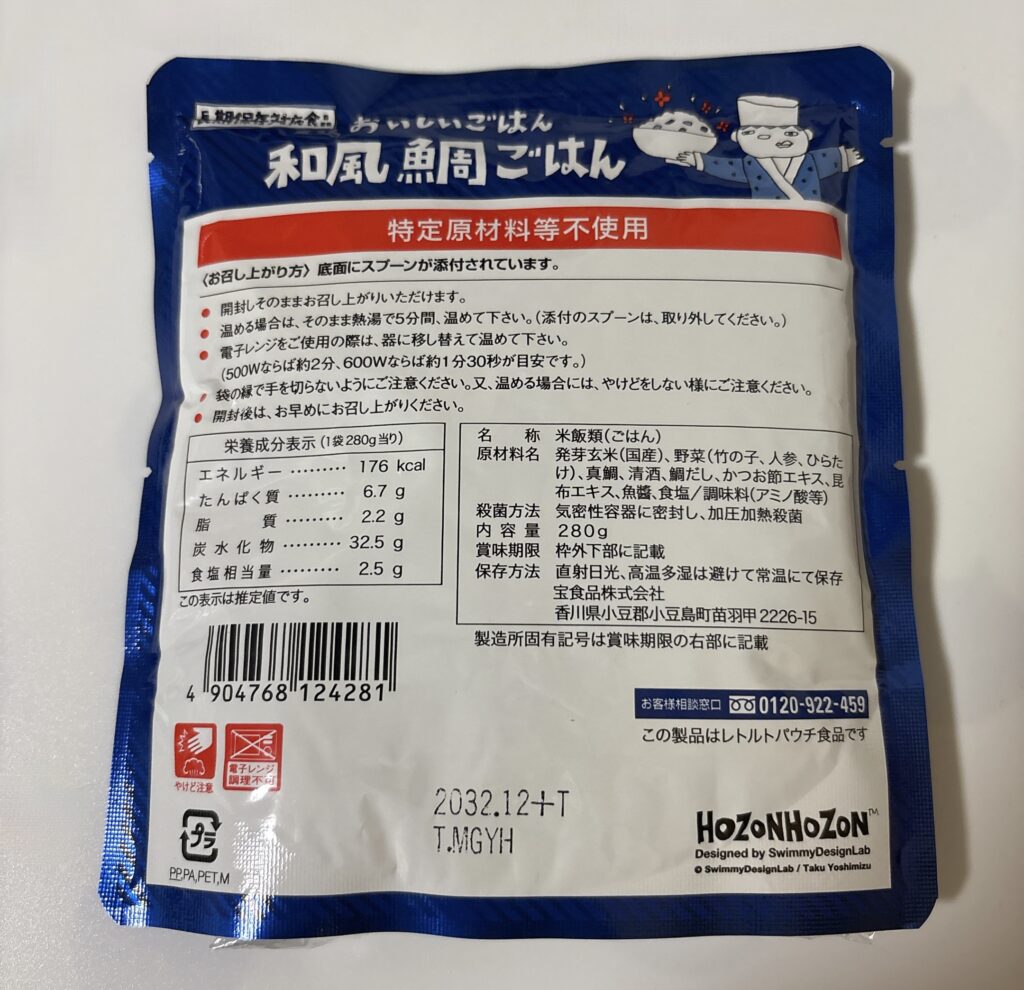 長期保存対応食品
おいしいごはん
和風鯛ごはん
特定原材料等不使用
〈お召し上がり方〉底面にスプーンが添付されています。
● 開封しそのままお召し上がりいただけます。
● 温める場合は、そのまま熱湯で5分間、温めて下さい。(添付のスプーンは、取り外してください。)
● 電子レンジをご使用の際は、器に移し替えて温めて下さい。
(500Wならば約2分、600Wならば約1分30秒が目安です。)
● 袋の縁で手を切らないようにご注意ください。又、温める場合には、やけどをしない様にご注意ください。
● 開封後は、お早めにお召し上がりください。
栄養成分表示(1袋280g当り)
エネルギー ……… 176 kcal
たんぱく質 ……… 6.7 g
脂質 ……… 2.2 g
炭水化物 ……… 32.5 g
食塩相当量 ……… 2.5 g
この表示は推定値です。
名称 米飯類(ごはん)
原材料名 発芽玄米(国産)、野菜(竹の子、人参、ひらた
け)、真鯛、清酒、鯛だし、かつお節エキス、昆
布エキス、魚醤、食塩/調味料(アミノ酸等)
殺菌方法 気密性容器に密封し、加圧加熱殺菌
内容量 280g
賞味期限 枠外下部に記載
保存方法 直射日光、高温多湿は避けて常温にて保存
宝食品株式会社
香川県小豆郡小豆島町苗羽甲2226-15
製造所固有記号は賞味期限の右部に記載
4 904768 124281
お客様相談窓口 0120-922-459
この製品はレトルトパウチ食品です
やけど注意
電子レンジ
調理不可
プラ
PP,PA,PET,M
2032.12+T
T.MGYH
HOZONHOZON™
Designed by SwimmyDesignLab
© SwimmyDesignLab / Taku Yoshimizu